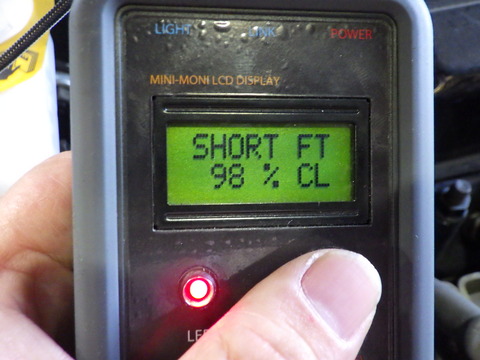 LIGHT LINK POWER
MINI-MONI LCD DISPLAY
SHORT FT
98 % CL